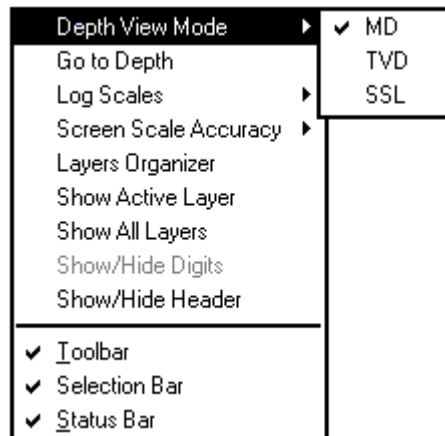 Depth View Mode
MD
TVD
SSL
Go to Depth
Log Scales
Screen Scale Accuracy
Layers Organizer
Show Active Layer
Show All Layers
Show/Hide Digits
Show/Hide Header
Toolbar
Selection Bar
Status Bar